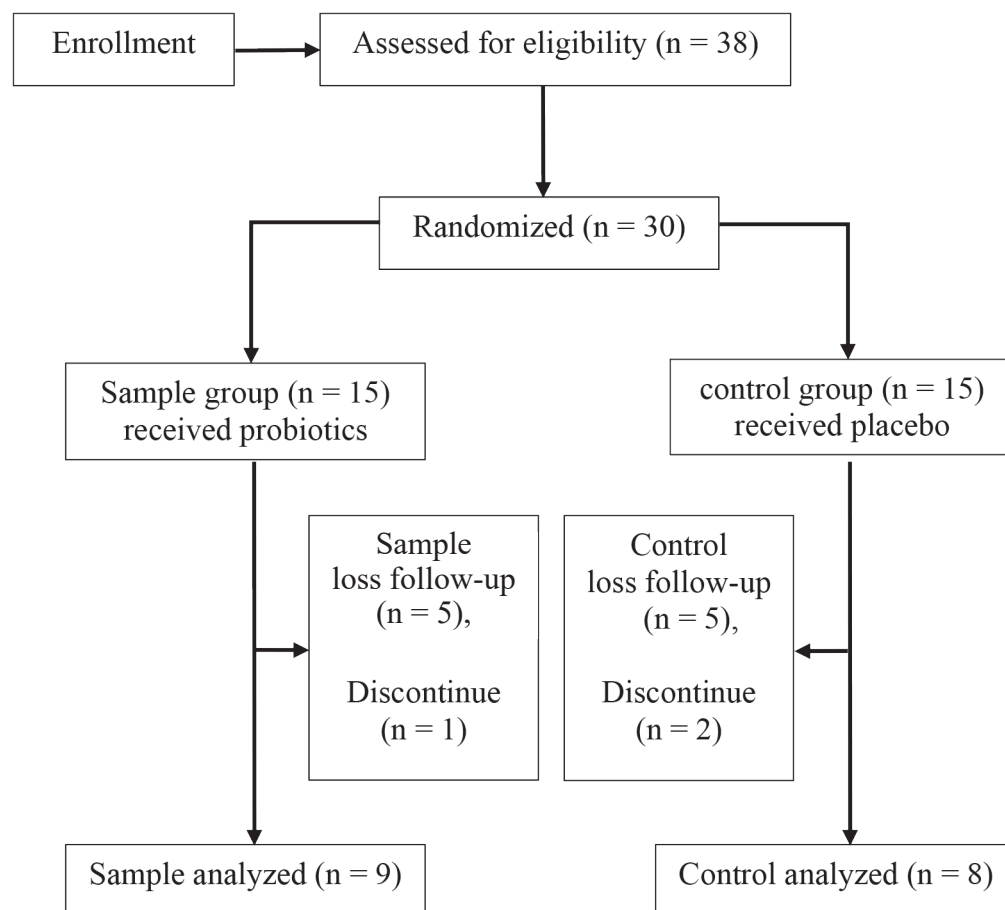 Enrollment
Assessed for eligibility (n = 38)
Randomized (n = 30)
Sample group (n = 15)
received probiotics
control group (n = 15)
received placebo
Sample
loss follow-up
(n = 5),
Discontinue
(n = 1)
Control
loss follow-up
(n = 5),
Discontinue
(n = 2)
Sample analyzed (n = 9)
Control analyzed (n = 8)